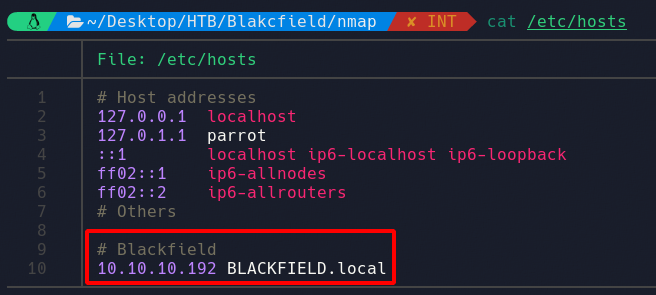 ~/Desktop/HTB/Blakcfield/nmap ✘ INT cat /etc/hosts
File: /etc/hosts
1 # Host addresses
2 127.0.0.1 localhost
3 127.0.1.1 parrot
4 ::1 localhost ip6-localhost ip6-loopback
5 ff02::1 ip6-allnodes
6 ff02::2 ip6-allrouters
7 # Others
8
9 # Blackfield
10 10.10.10.192 BLACKFIELD.local